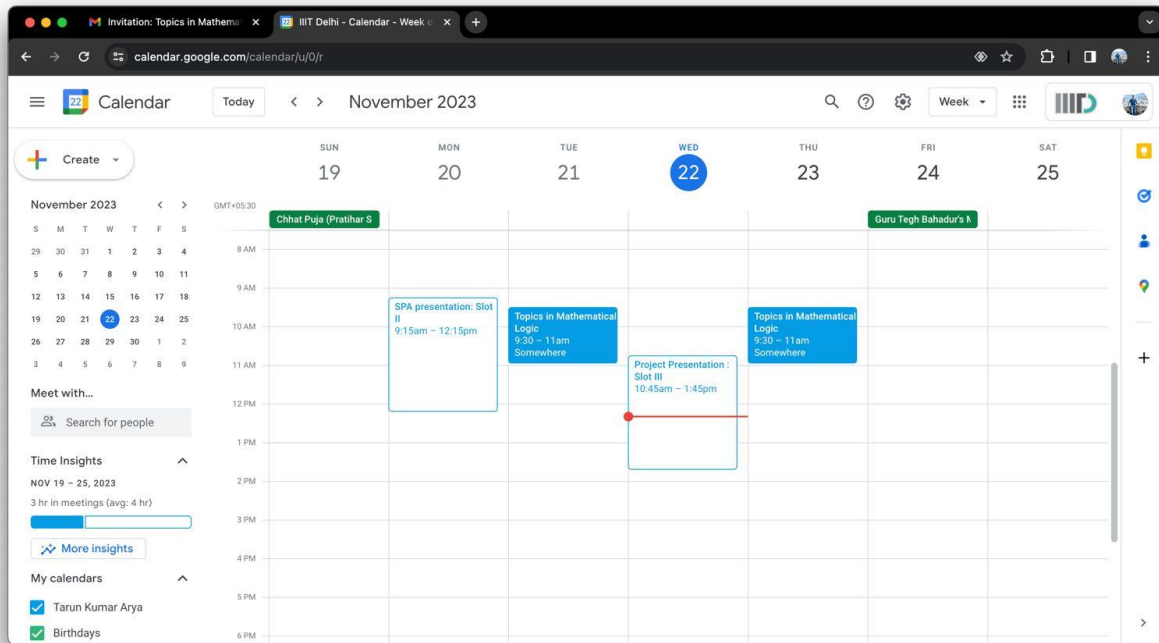 Invitation: Topics in Mathema
IIIT Delhi - Calendar - Week o
calendar.google.com/calendar/u/0/r
22
Calendar
Today
November 2023
Week
IIITD
Create
SUN
MON
TUE
WED
THU
FRI
SAT
19
20
21
22
23
24
25
GMT+05:30
Chhat Puja (Pratihar S
Guru Tegh Bahadur's M
November 2023
S M T W T F S
29 30 31 1 2 3 4
5 6 7 8 9 10 11
12 13 14 15 16 17 18
19 20 21 22 23 24 25
26 27 28 29 30 1 2
3 4 5 6 7 8 9
Meet with...
Search for people
Time Insights
NOV 19 – 25, 2023
3 hr in meetings (avg: 4 hr)
More insights
My calendars
Tarun Kumar Arya
Birthdays
8 AM
9 AM
10 AM
11 AM
12 PM
1 PM
2 PM
3 PM
4 PM
5 PM
6 PM
SPA presentation: Slot
II
9:15am – 12:15pm
Topics in Mathematical
Logic
9:30 – 11am
Somewhere
Project Presentation :
Slot III
10:45am – 1:45pm
Topics in Mathematical
Logic
9:30 – 11am
Somewhere